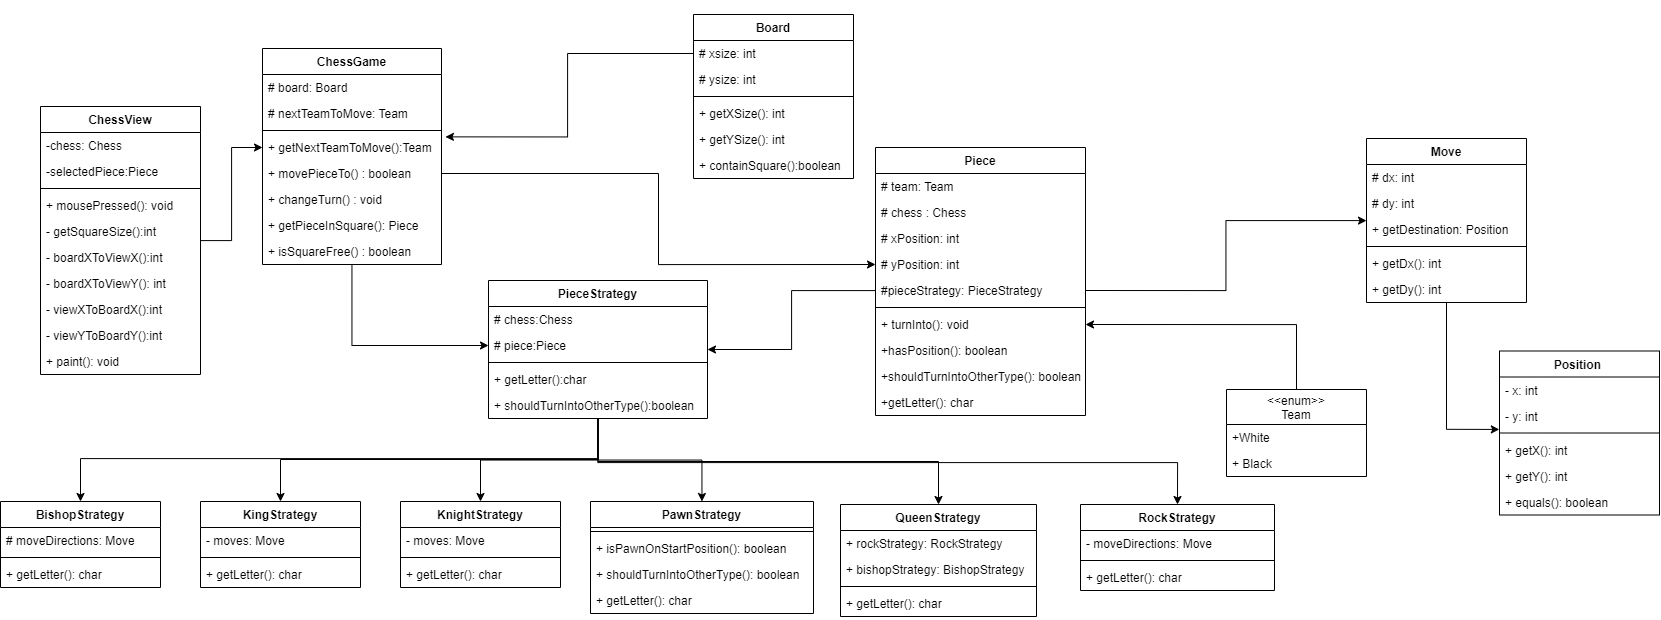 Board
# xsize: int
# ysize: int
+ getXSize(): int
+ getYSize(): int
+ containSquare():boolean
ChessGame
# board: Board
# nextTeamToMove: Team
+ getNextTeamToMove():Team
+ movePieceTo() : boolean
+ changeTurn() : void
+ getPieceInSquare(): Piece
+ isSquareFree() : boolean
ChessView
-chess: Chess
-selectedPiece:Piece
+ mousePressed(): void
- getSquareSize():int
- boardXToViewX():int
- boardXToViewY(): int
- viewXToBoardX():int
- viewYToBoardY():int
+ paint(): void
Piece
# team: Team
# chess : Chess
# xPosition: int
# yPosition: int
#pieceStrategy: PieceStrategy
+ turnInto(): void
+hasPosition(): boolean
+shouldTurnIntoOtherType(): boolean
+getLetter(): char
Move
# dx: int
# dy: int
+ getDestination: Position
+ getDx(): int
+ getDy(): int
PieceStrategy
# chess:Chess
# piece:Piece
+ getLetter():char
+ shouldTurnIntoOtherType():boolean
<<enum>>
Team
+White
+ Black
Position
- x: int
- y: int
+ getX(): int
+ getY(): int
+ equals(): boolean
BishopStrategy
# moveDirections: Move
+ getLetter(): char
KingStrategy
- moves: Move
+ getLetter(): char
KnightStrategy
- moves: Move
+ getLetter(): char
PawnStrategy
+ isPawnOnStartPosition(): boolean
+ shouldTurnIntoOtherType(): boolean
+ getLetter(): char
QueenStrategy
+ rockStrategy: RockStrategy
+ bishopStrategy: BishopStrategy
+ getLetter(): char
RockStrategy
- moveDirections: Move
+ getLetter(): char